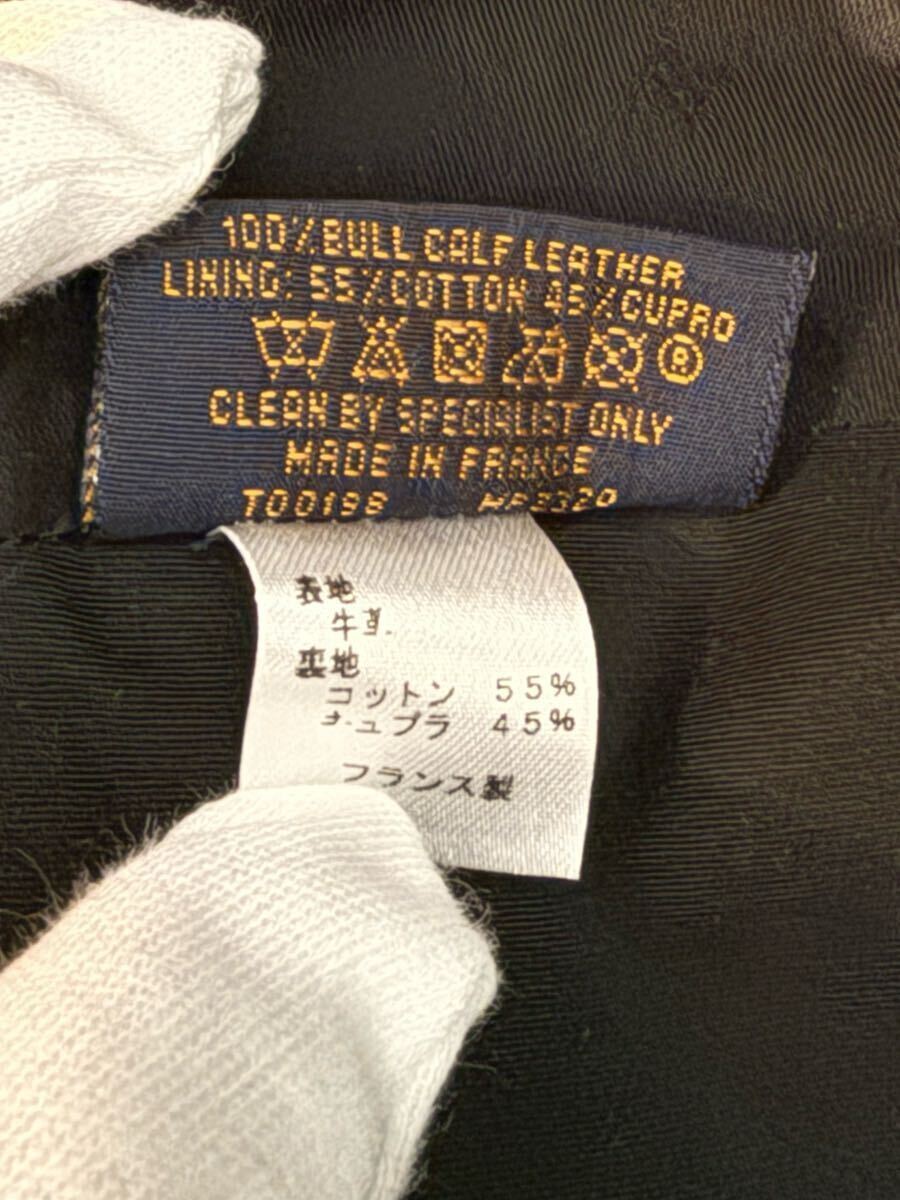 100%BULL CALF LEATHER
LINING: 55%COTTON 45%CUPRO
Ⓡ
CLEAN BY SPECIALIST ONLY
MADE IN FRANCE
T00198
表地
牛革
裏地
コットン 55%
キュプラ 45%
フランス製